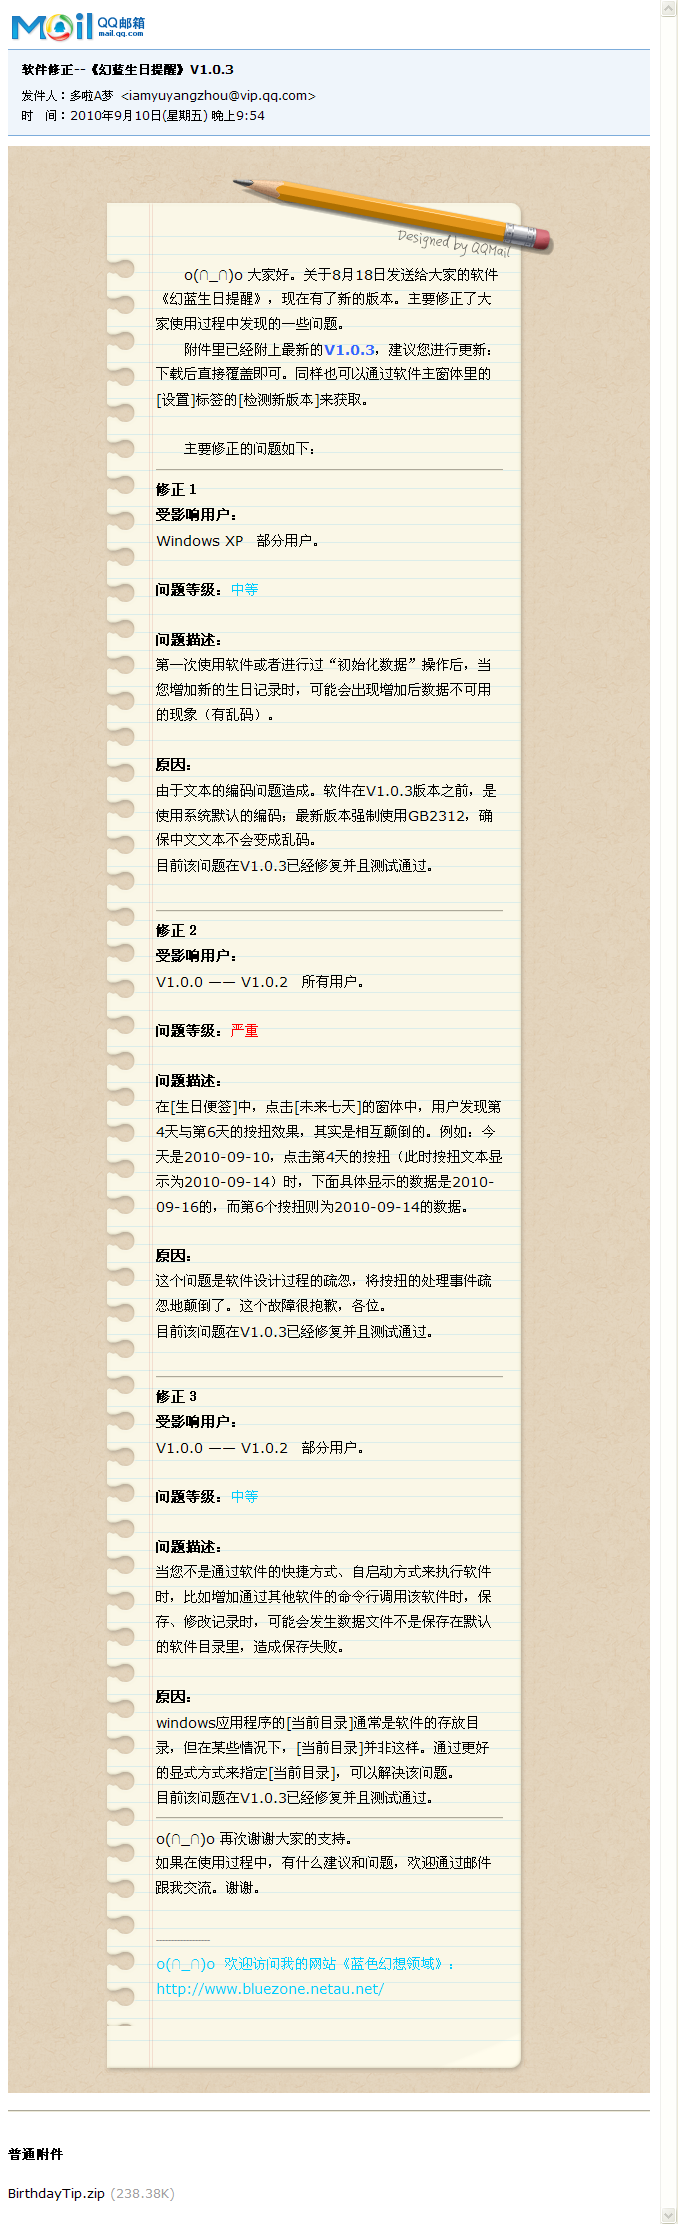 Mail QQ邮箱
mail.qq.com
软件修正--《幻蓝生日提醒》V1.0.3
发件人：多啦A梦 <iamyuyangzhou@vip.qq.com>
时 间：2010年9月10日(星期五) 晚上9:54
Designed by QQMail
o(∩_∩)o 大家好。关于8月18日发送给大家的软件
《幻蓝生日提醒》，现在有了新的版本。主要修正了大
家使用过程中发现的一些问题。
附件里已经附上最新的V1.0.3，建议您进行更新：
下载后直接覆盖即可。同样也可以通过软件主窗体里的
[设置]标签的[检测新版本]来获取。
主要修正的问题如下：
修正 1
受影响用户：
Windows XP 部分用户。
问题等级：中等
问题描述：
第一次使用软件或者进行过“初始化数据”操作后，当
您增加新的生日记录时，可能会出现增加后数据不可用
的现象（有乱码）。
原因：
由于文本的编码问题造成。软件在V1.0.3版本之前，是
使用系统默认的编码；最新版本强制使用GB2312，确
保中文文本不会变成乱码。
目前该问题在V1.0.3已经修复并且测试通过。
修正 2
受影响用户：
V1.0.0 —— V1.0.2 所有用户。
问题等级：严重
问题描述：
在[生日便签]中，点击[未来七天]的窗体中，用户发现第
4天与第6天的按扭效果，其实是相互颠倒的。例如：今
天是2010-09-10，点击第4天的按扭（此时按扭文本显
示为2010-09-14）时，下面具体显示的数据是2010-
09-16的，而第6个按扭则为2010-09-14的数据。
原因：
这个问题是软件设计过程的疏忽，将按扭的处理事件疏
忽地颠倒了。这个故障很抱歉，各位。
目前该问题在V1.0.3已经修复并且测试通过。
修正 3
受影响用户：
V1.0.0 —— V1.0.2 部分用户。
问题等级：中等
问题描述：
当您不是通过软件的快捷方式、自启动方式来执行软件
时，比如增加通过其他软件的命令行调用该软件时，保
存、修改记录时，可能会发生数据文件不是保存在默认
的软件目录里，造成保存失败。
原因：
windows应用程序的[当前目录]通常是软件的存放目
录，但在某些情况下，[当前目录]并非这样。通过更好
的显式方式来指定[当前目录]，可以解决该问题。
目前该问题在V1.0.3已经修复并且测试通过。
o(∩_∩)o 再次谢谢大家的支持。
如果在使用过程中，有什么建议和问题，欢迎通过邮件
跟我交流。谢谢。
o(∩_∩)o 欢迎访问我的网站《蓝色幻想领域》：
http://www.bluezone.netau.net/
普通附件
BirthdayTip.zip (238.38K)